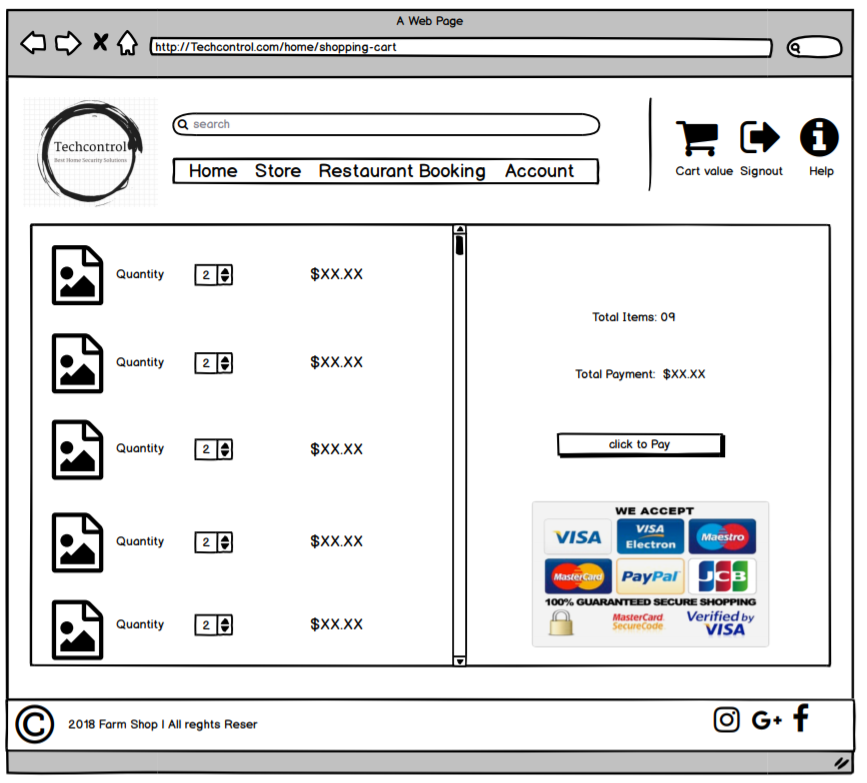 A Web Page
http://Techcontrol.com/home/shopping-cart
Techcontrol
Best Home Security Solutions
search
Home Store Restaurant Booking Account
Cart value Signout Help
Quantity 2 $XX.XX
Quantity 2 $XX.XX
Quantity 2 $XX.XX
Quantity 2 $XX.XX
Quantity 2 $XX.XX
Total Items: 09
Total Payment: $XX.XX
click to Pay
WE ACCEPT
VISA VISA Electron Maestro
MasterCard PayPal JCB
100% GUARANTEED SECURE SHOPPING
MasterCard SecureCode Verified by VISA
© 2018 Farm Shop | All reghts Reser
G+ f